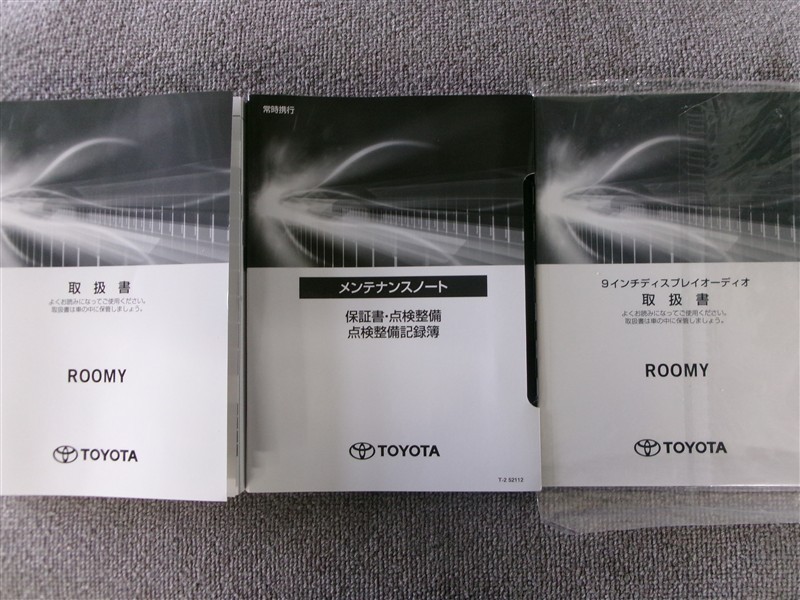 取扱書
よくお読みになってご使用ください。
取扱書は車の中に保管しましょう。
ROOMY
TOYOTA
常時携行
メンテナンスノート
保証書・点検整備
点検整備記録簿
TOYOTA
T-2 52112
9インチディスプレイオーディオ
取扱書
よくお読みになってご使用ください。
取扱書は車の中に保管しましょう。
ROOMY
TOYOTA